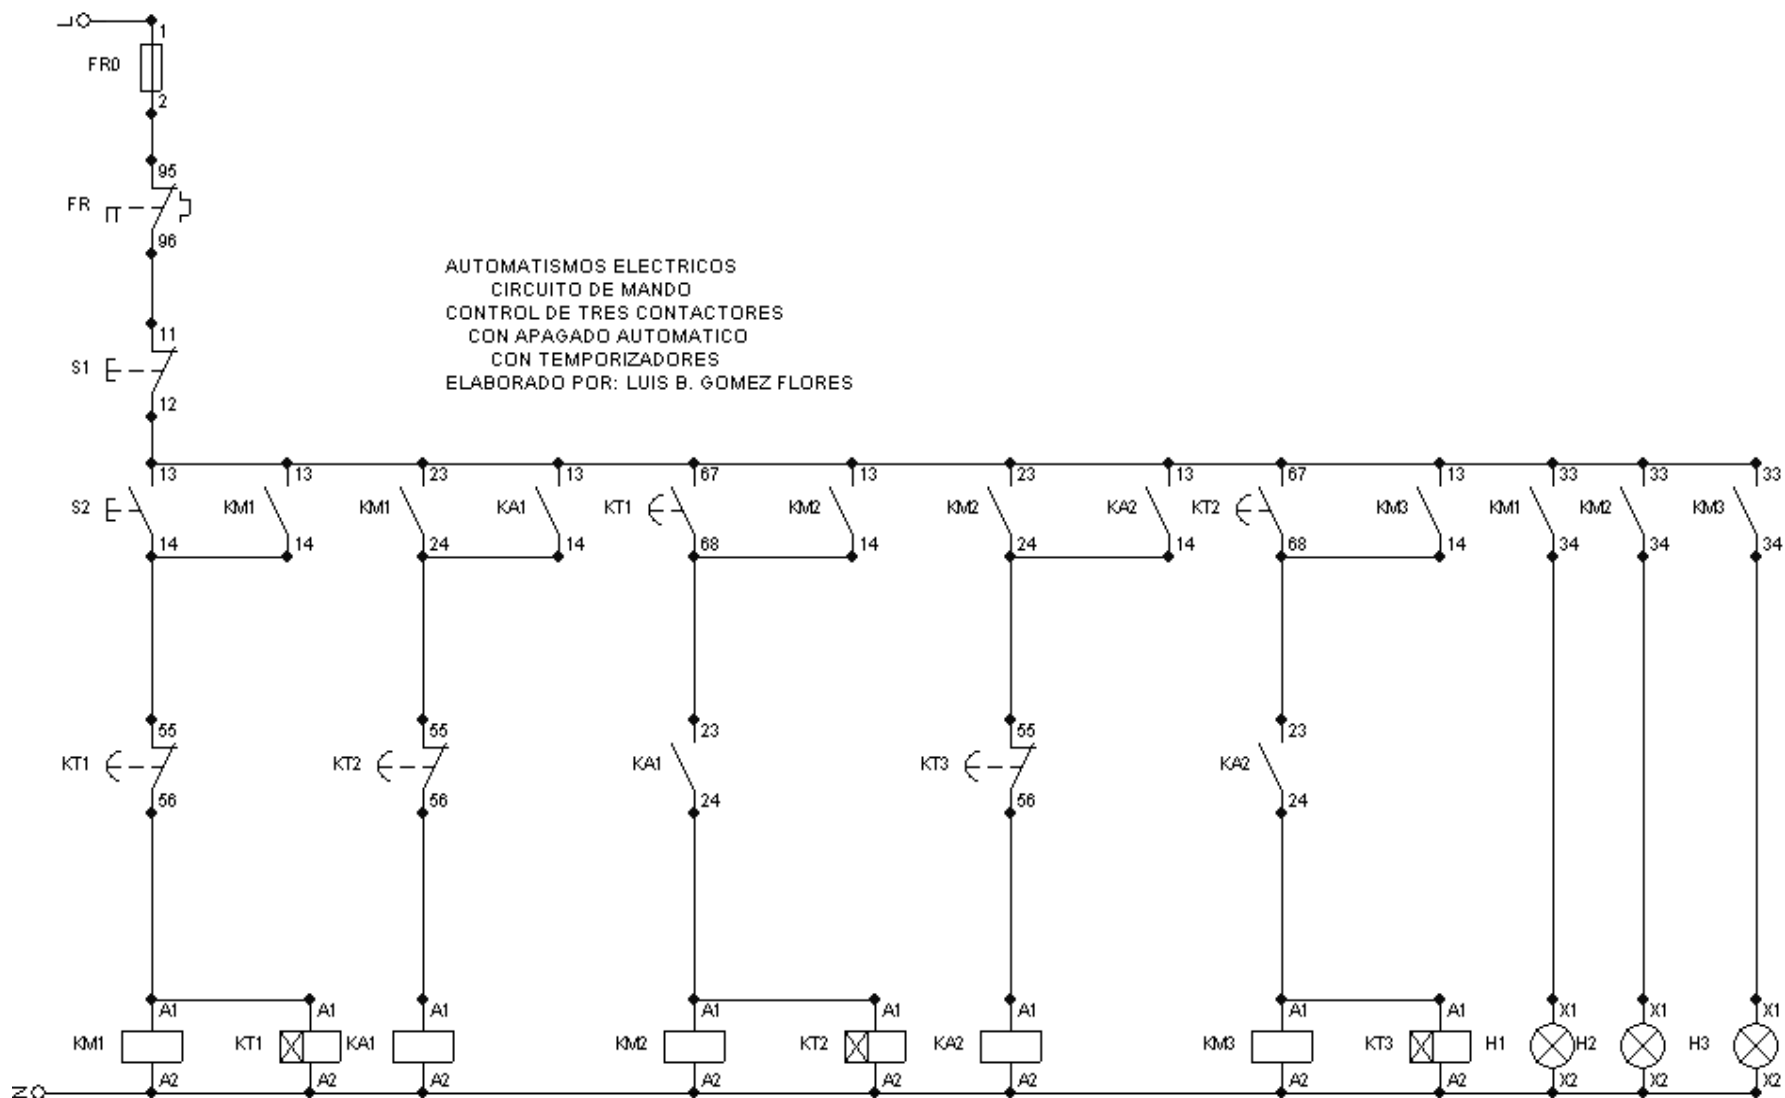 L
1
FR0
2
95
FR
96
AUTOMATISMOS ELECTRICOS
CIRCUITO DE MANDO
CONTROL DE TRES CONTACTORES
CON APAGADO AUTOMATICO
CON TEMPORIZADORES
ELABORADO POR: LUIS B. GOMEZ FLORES
11
S1
12
13 13 23 13 67 13 23 13 67 13 33 33 33
S2 KM1 KM1 KA1 KT1 KM2 KM2 KA2 KT2 KM3 KM1 KM2 KM3
14 14 24 14 68 14 24 14 68 14 34 34 34
55 55 23 55 23
KT1 KT2 KA1 KT3 KA2
56 56 24 56 24
A1 A1 A1 A1 A1 A1 A1 A1 X1 X1 X1
KM1 KT1 KA1 KM2 KT2 KA2 KM3 KT3 H1 H2 H3
A2 A2 A2 A2 A2 A2 A2 A2 X2 X2 X2
N